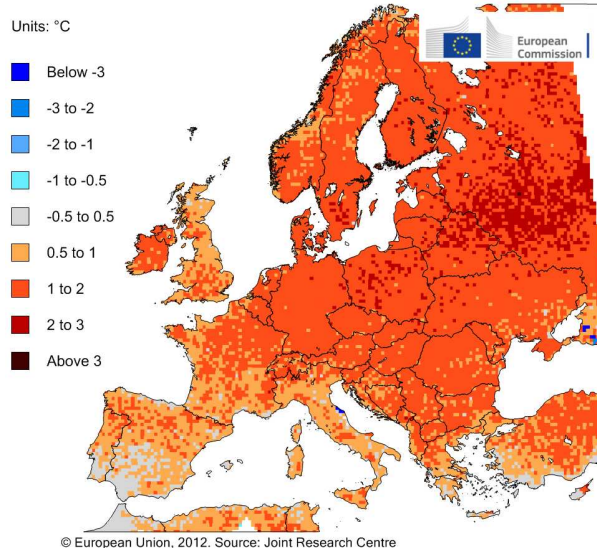 Units: °C
European
Commission
Below -3
-3 to -2
-2 to -1
-1 to -0.5
-0.5 to 0.5
0.5 to 1
1 to 2
2 to 3
Above 3
© European Union, 2012. Source: Joint Research Centre